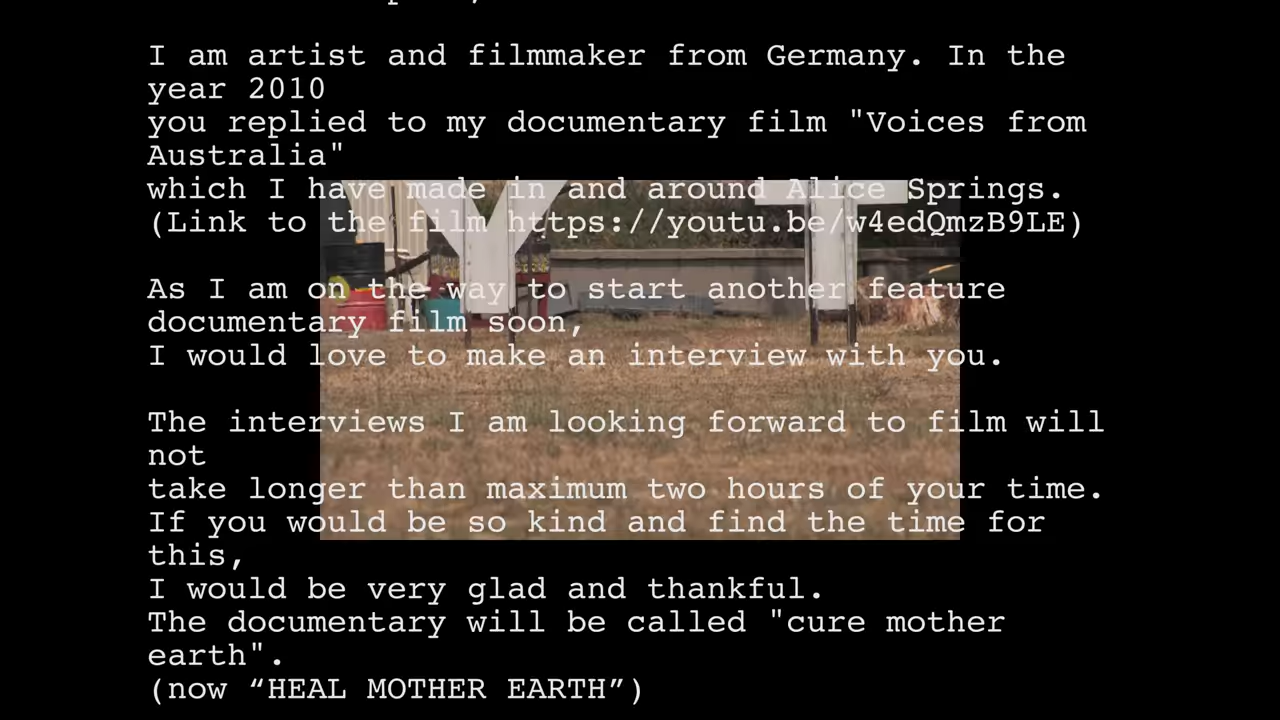 I am artist and filmmaker from Germany. In the
year 2010
you replied to my documentary film "Voices from
Australia"
which I have made in and around Alice Springs.
(Link to the film https://youtu.be/w4edQmzB9LE)
As I am on the way to start another feature
documentary film soon,
I would love to make an interview with you.
The interviews I am looking forward to film will
not
take longer than maximum two hours of your time.
If you would be so kind and find the time for
this,
I would be very glad and thankful.
The documentary will be called "cure mother
earth".
(now “HEAL MOTHER EARTH”)
Y T